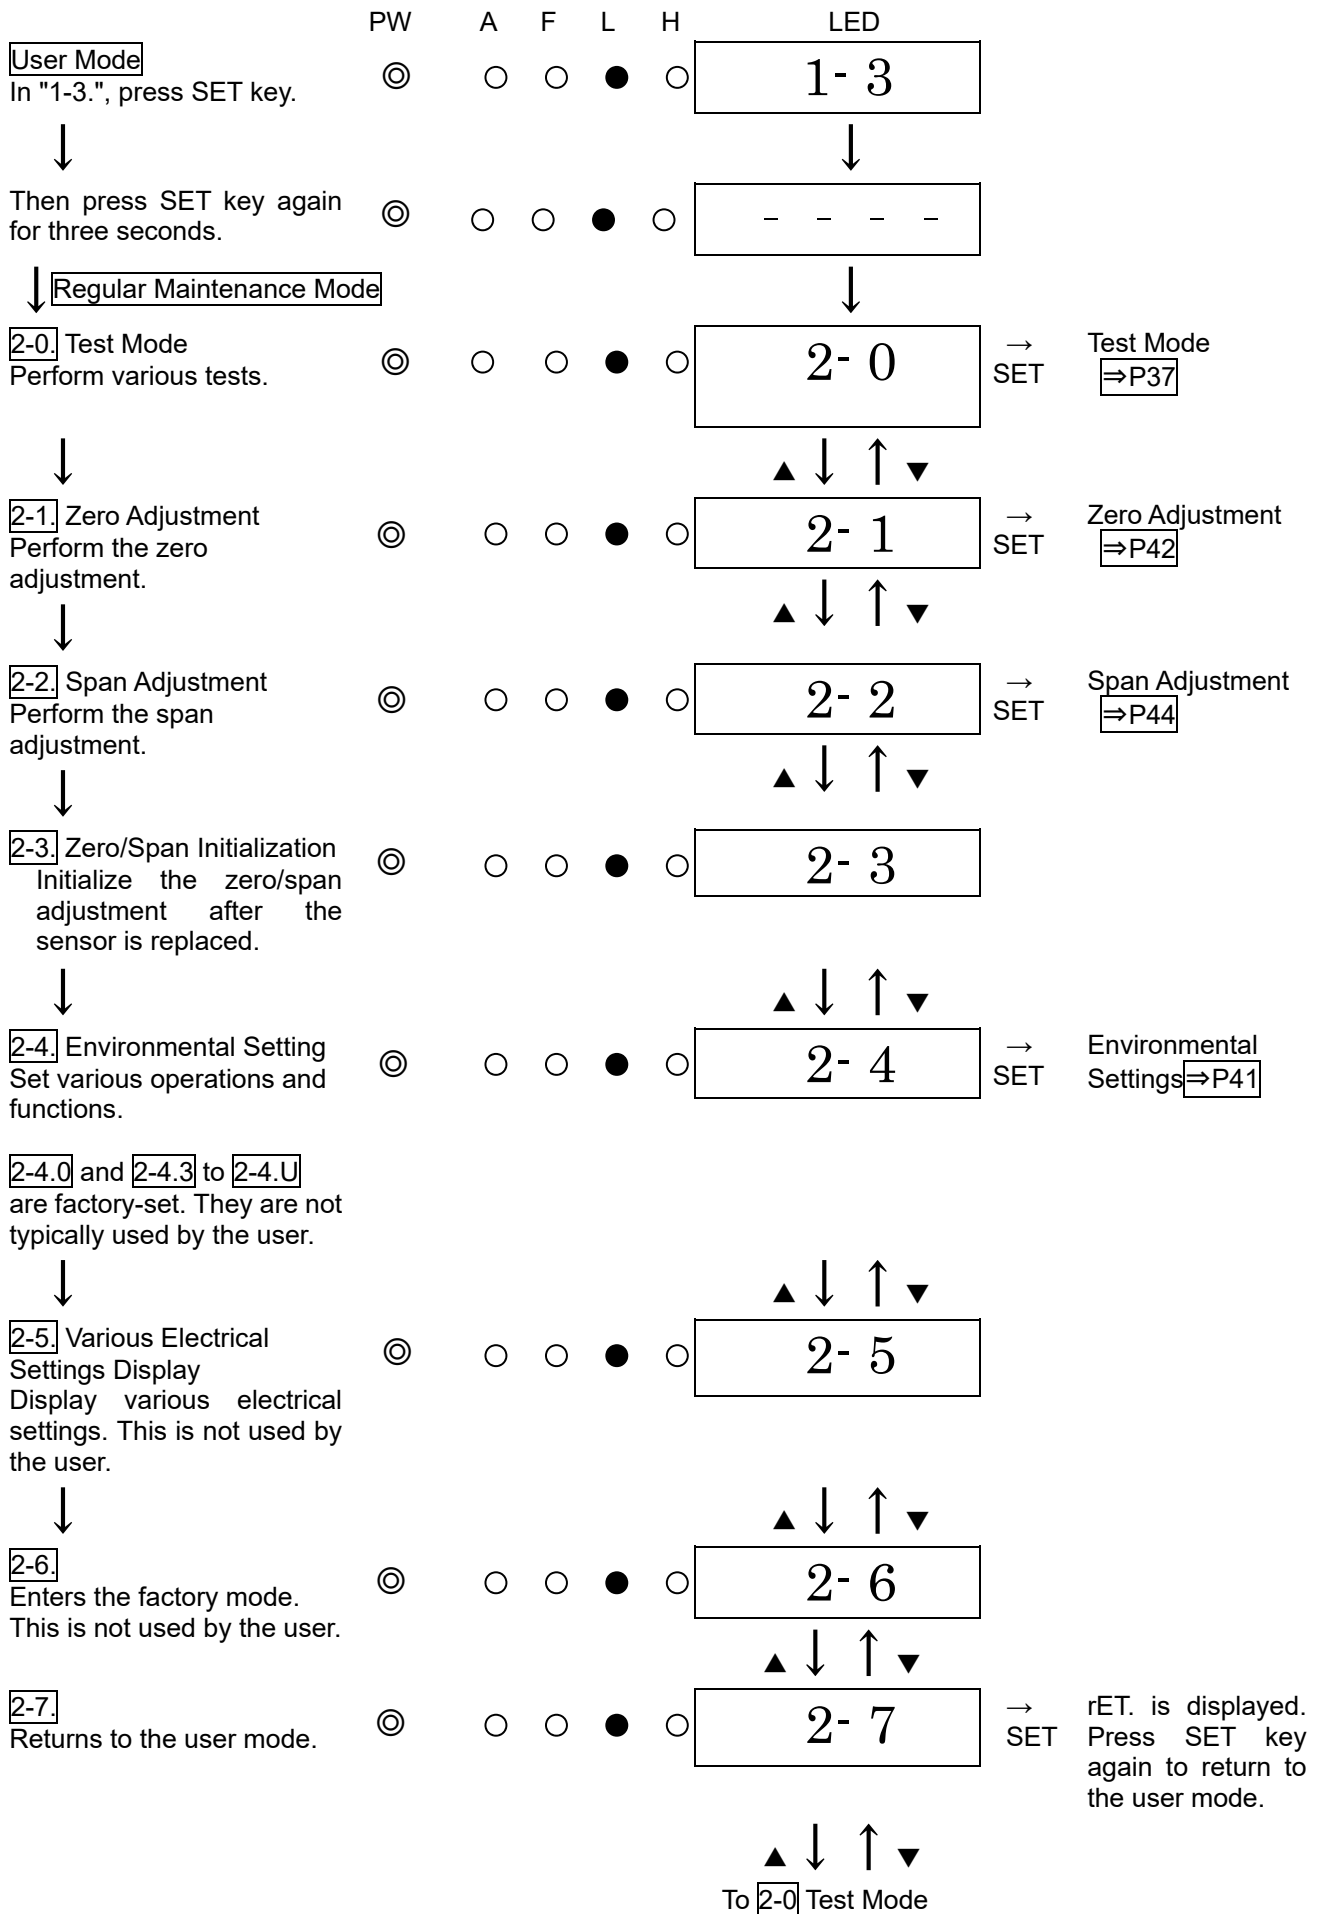 PW A F L H LED
User Mode
In "1-3.", press SET key.
◎ ○ ○ ● ○ 1- 3
↓ ↓
Then press SET key again
for three seconds.
◎ ○ ○ ● ○ - - - -
↓ Regular Maintenance Mode ↓
2-0. Test Mode
Perform various tests.
◎ ○ ○ ● ○ 2- 0
→
SET
Test Mode
⇒P37
↓ ▲ ↓ ↑ ▼
2-1. Zero Adjustment
Perform the zero
adjustment.
◎ ○ ○ ● ○ 2- 1
→
SET
Zero Adjustment
⇒P42
↓ ▲ ↓ ↑ ▼
2-2. Span Adjustment
Perform the span
adjustment.
◎ ○ ○ ● ○ 2- 2
→
SET
Span Adjustment
⇒P44
↓ ▲ ↓ ↑ ▼
2-3. Zero/Span Initialization
Initialize the zero/span
adjustment after the
sensor is replaced.
◎ ○ ○ ● ○ 2- 3
↓ ▲ ↓ ↑ ▼
2-4. Environmental Setting
Set various operations and
functions.
◎ ○ ○ ● ○ 2- 4
→
SET
Environmental
Settings⇒P41
2-4.0 and 2-4.3 to 2-4.U
are factory-set. They are not
typically used by the user.
↓ ▲ ↓ ↑ ▼
2-5. Various Electrical
Settings Display
Display various electrical
settings. This is not used by
the user.
◎ ○ ○ ● ○ 2- 5
↓ ▲ ↓ ↑ ▼
2-6.
Enters the factory mode.
This is not used by the user.
◎ ○ ○ ● ○ 2- 6
▲ ↓ ↑ ▼
2-7.
Returns to the user mode.
◎ ○ ○ ● ○ 2- 7
→
SET
rET. is displayed.
Press SET key
again to return to
the user mode.
▲ ↓ ↑ ▼
To 2-0 Test Mode